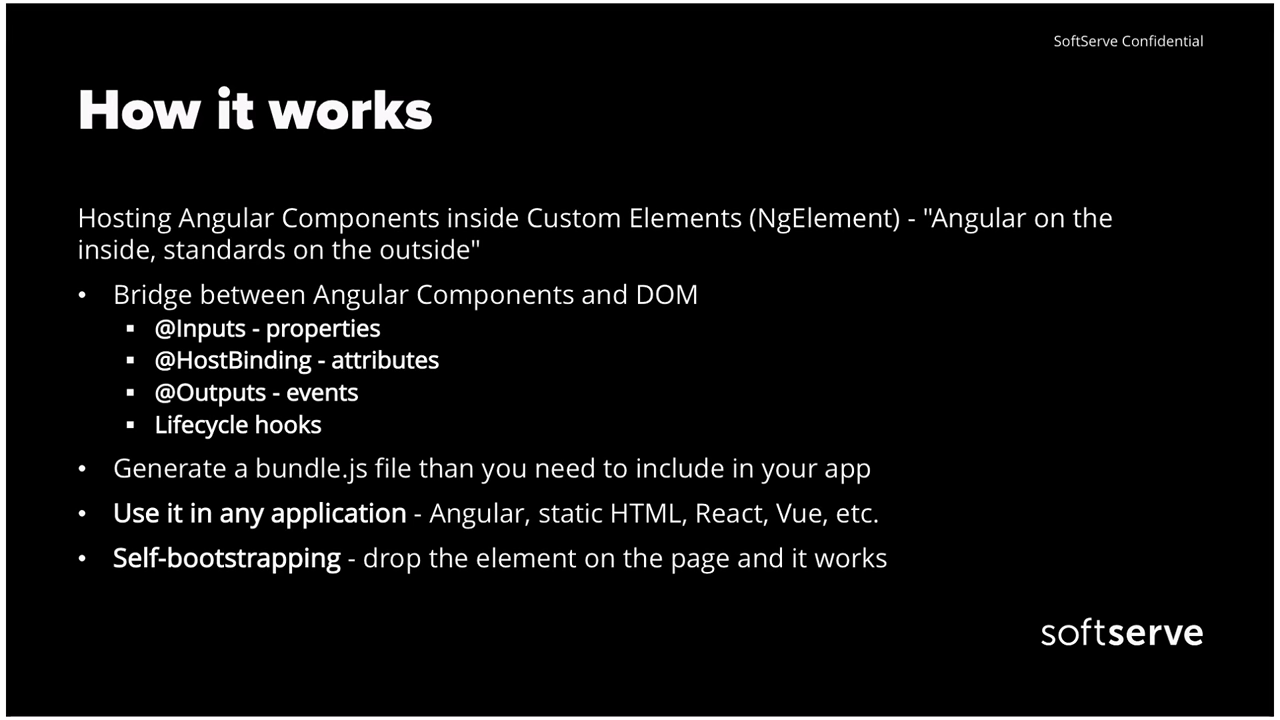 SoftServe Confidential
How it works
Hosting Angular Components inside Custom Elements (NgElement) - "Angular on the
inside, standards on the outside"
• Bridge between Angular Components and DOM
▪ @Inputs - properties
▪ @HostBinding - attributes
▪ @Outputs - events
▪ Lifecycle hooks
• Generate a bundle.js file than you need to include in your app
• Use it in any application - Angular, static HTML, React, Vue, etc.
• Self-bootstrapping - drop the element on the page and it works
softserve